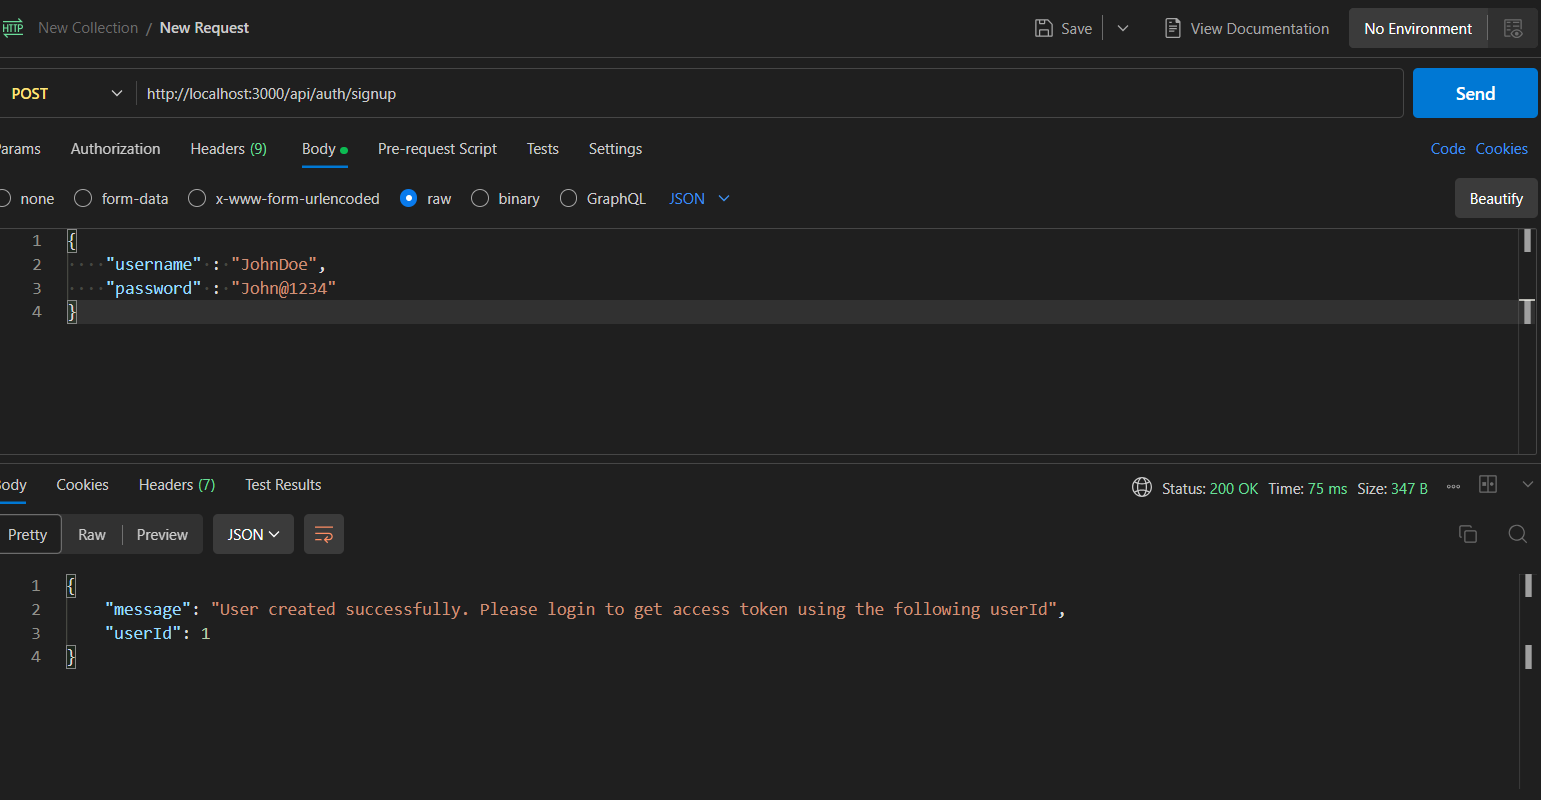 HTTP New Collection / New Request Save View Documentation No Environment
POST http://localhost:3000/api/auth/signup Send
arams Authorization Headers (9) Body Pre-request Script Tests Settings Code Cookies
none form-data x-www-form-urlencoded raw binary GraphQL JSON Beautify
1 {
2 ····"username"·:·"JohnDoe",
3 ····"password"·:·"John@1234"
4 }
ody Cookies Headers (7) Test Results Status: 200 OK Time: 75 ms Size: 347 B
Pretty Raw Preview JSON
1 {
2 "message": "User created successfully. Please login to get access token using the following userId",
3 "userId": 1
4 }